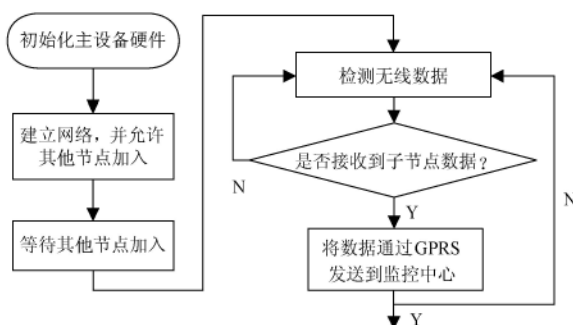 初始化主设备硬件
建立网络，并允许
其他节点加入
等待其他节点加入
检测无线数据
是否接收到子节点数据？
N
Y
将数据通过GPRS
发送到监控中心
N
Y